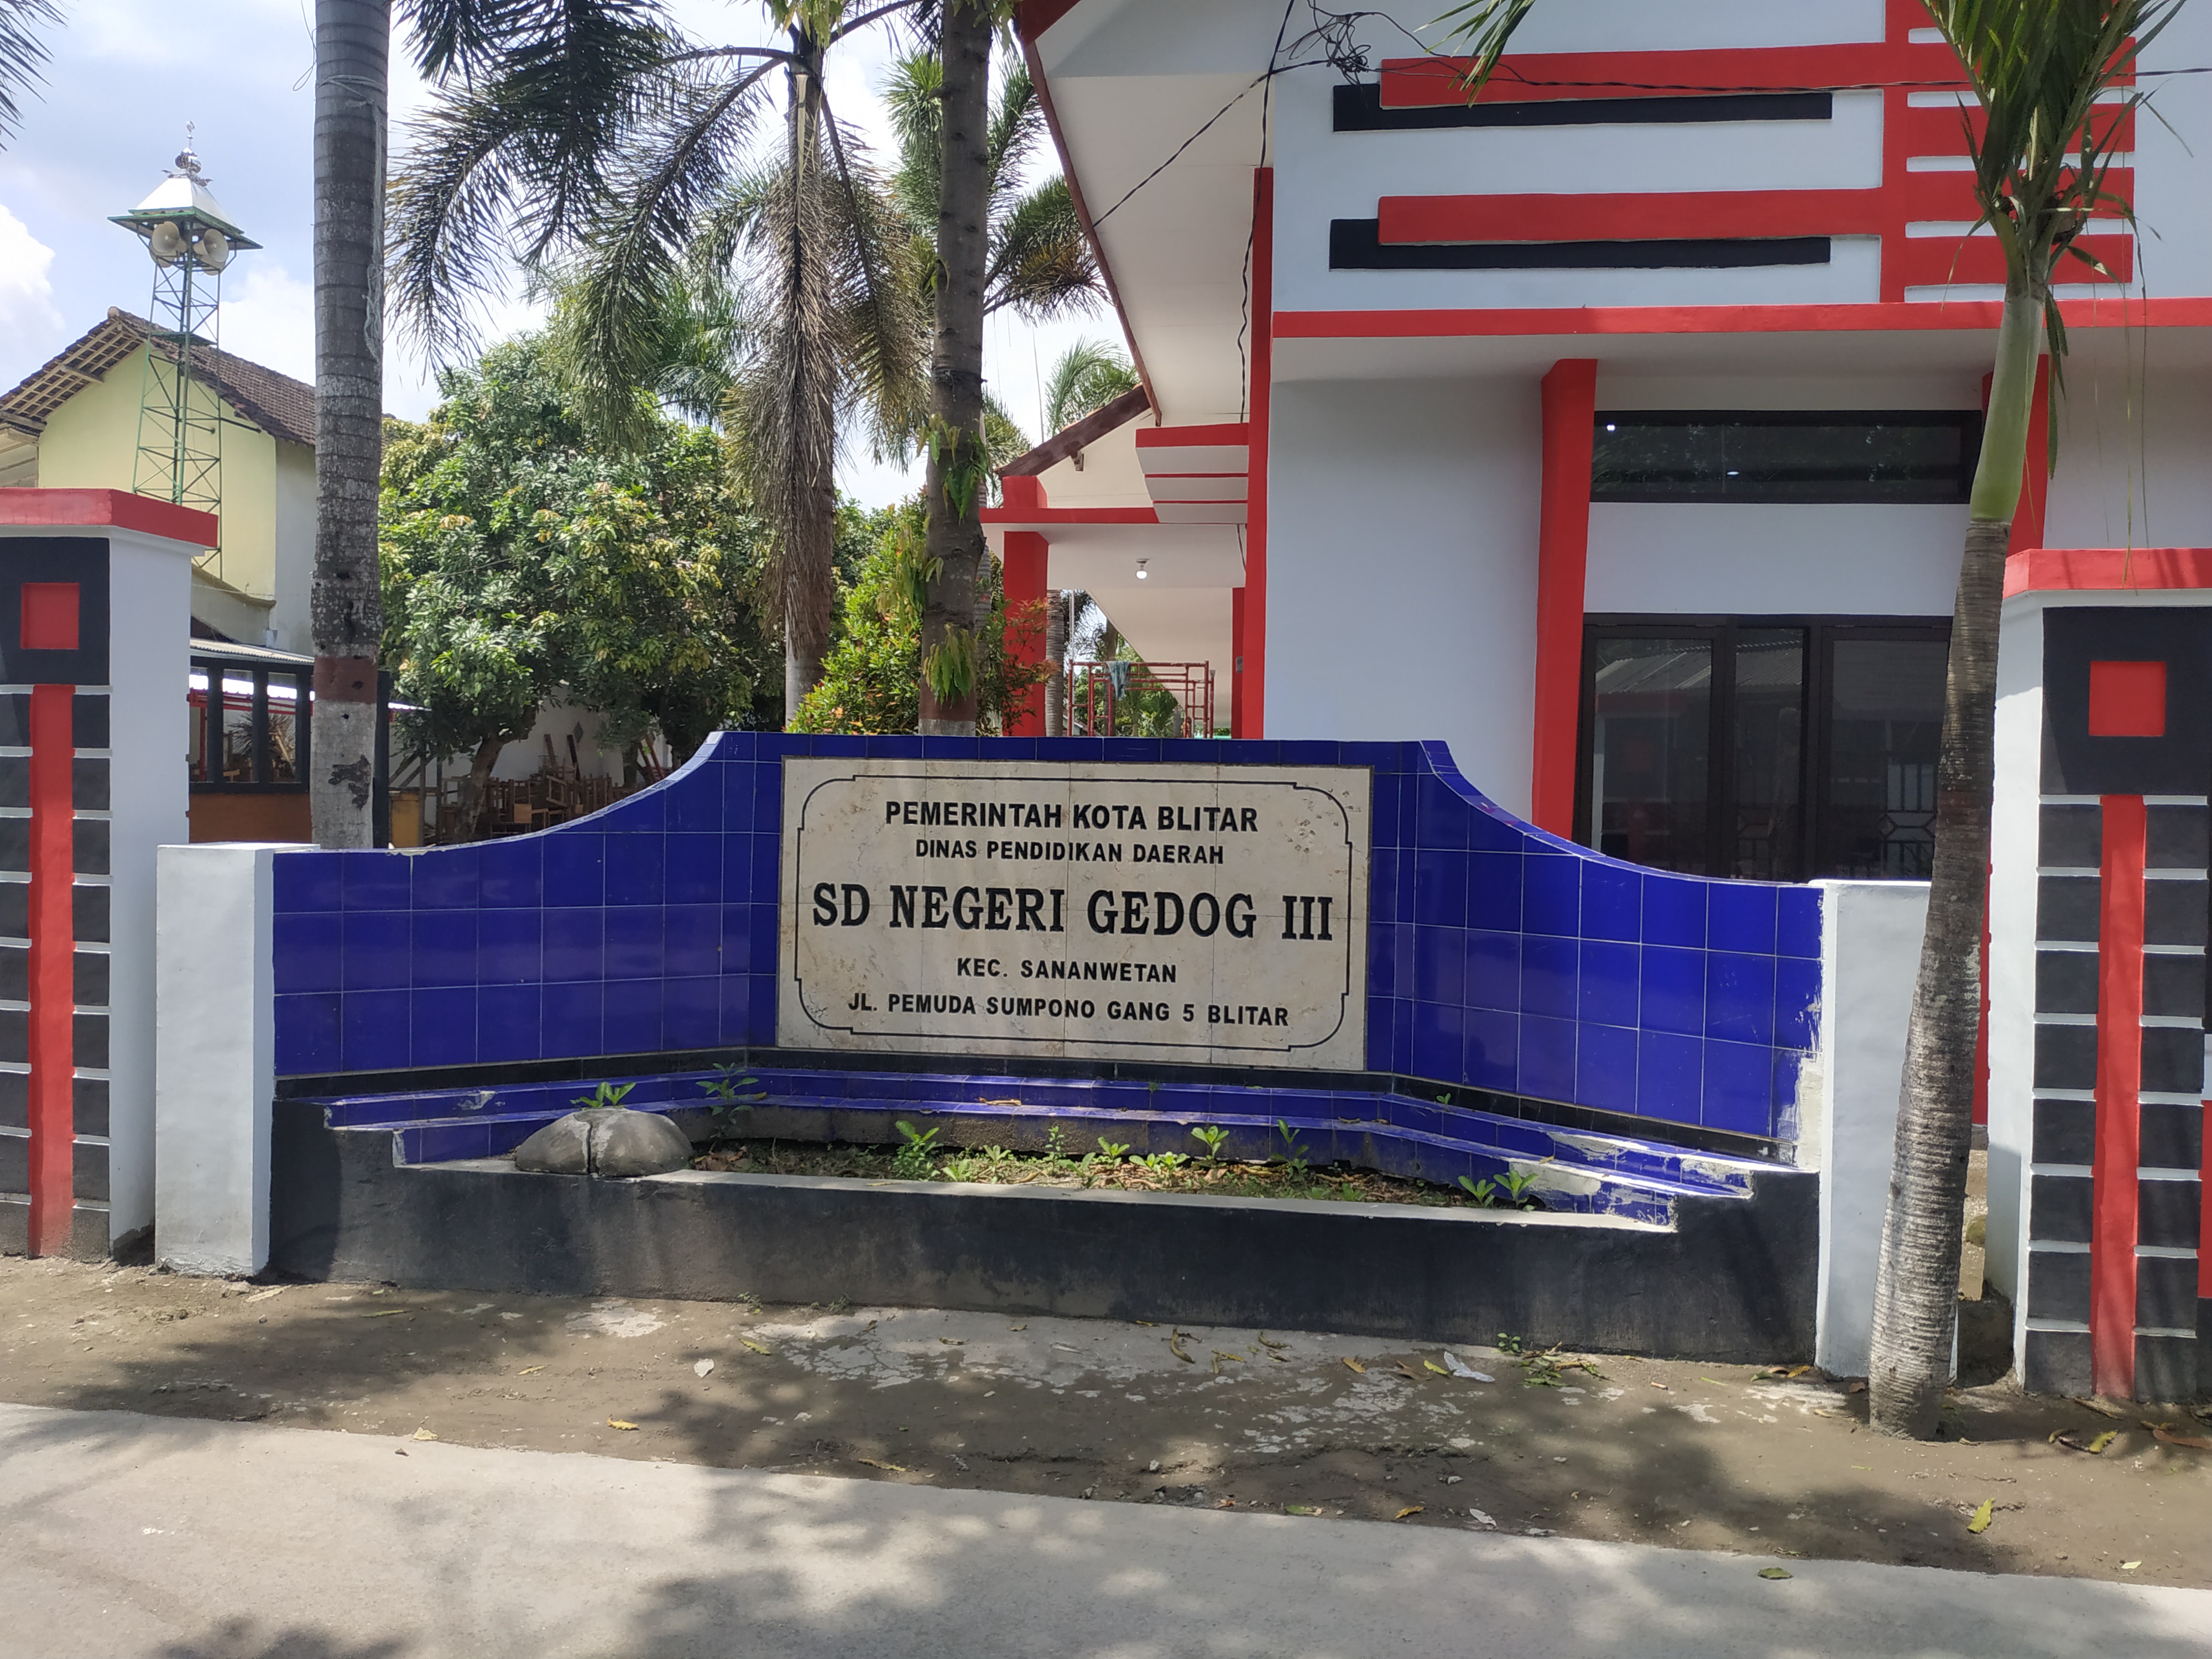 PEMERINTAH KOTA BLITAR
DINAS PENDIDIKAN DAERAH
SD NEGERI GEDOG III
KEC. SANANWETAN
JL. PEMUDA SUMPONO GANG 5 BLITAR